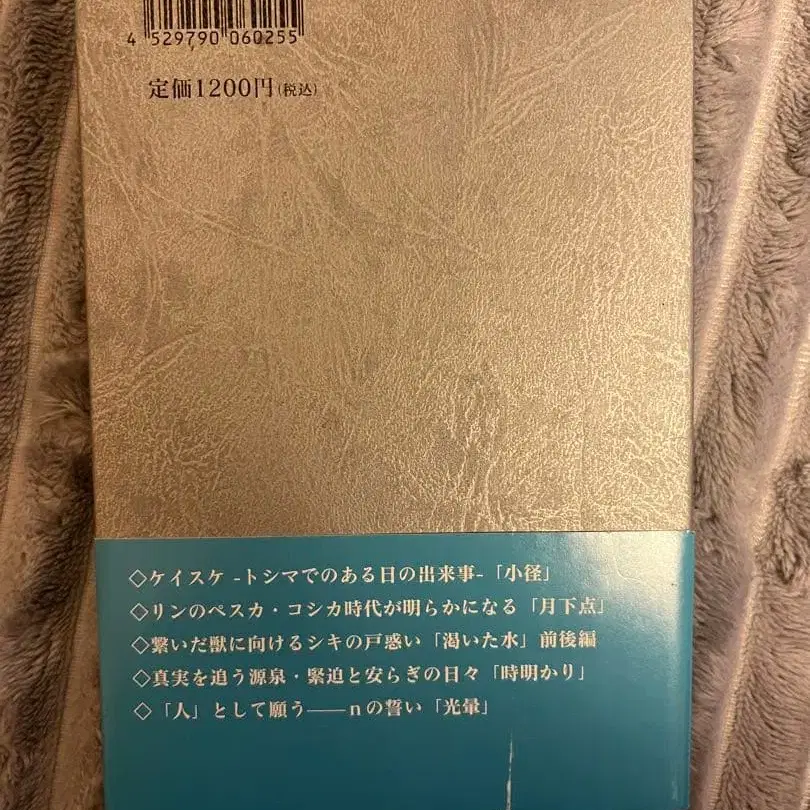 4 529790 060255
定価1200円(税込)
◇ケイスケ -トシマでのある日の出来事-「小径」
◇リンのペスカ・コシカ時代が明らかになる「月下点」
◇繋いだ獣に向けるシキの戸惑い「渇いた水」前後編
◇真実を追う源泉・緊迫と安らぎの日々「時明かり」
◇「人」として願う――nの誓い「光暈」